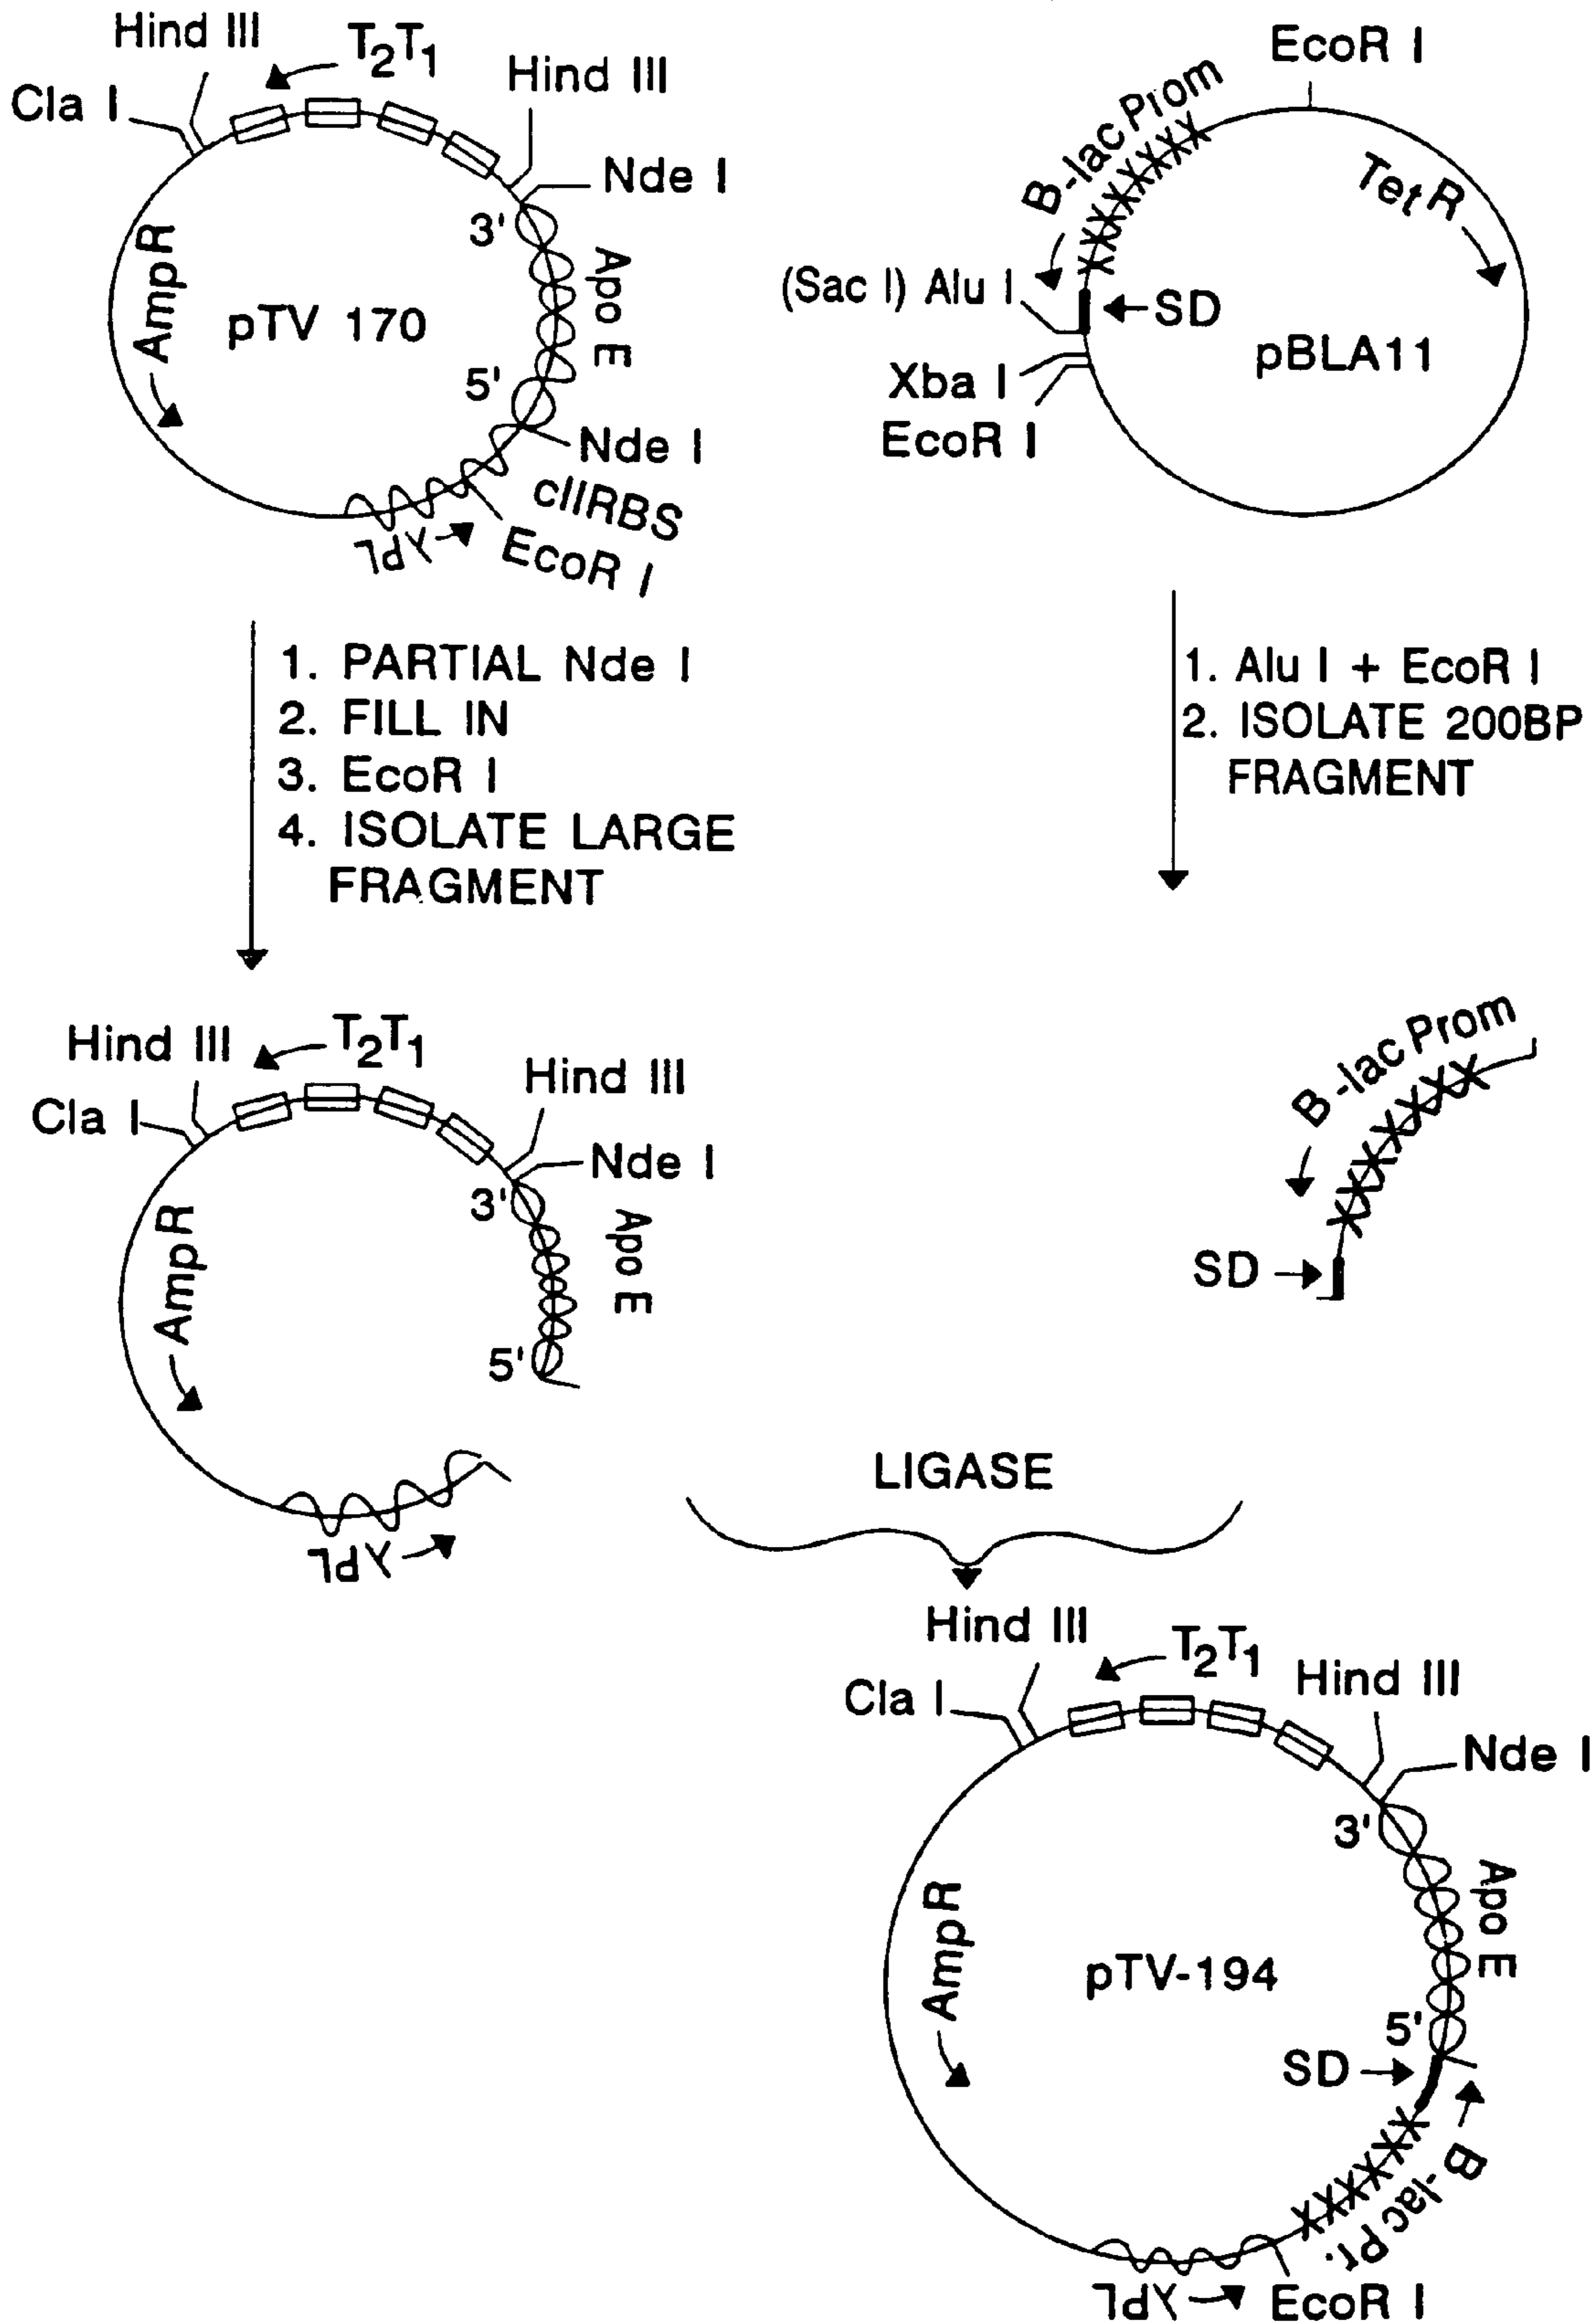 Hind III
T2T1
Hind III
Cla I
Nde I
3'
Apo E
AmpR
pTV 170
5'
Nde I
cIIRBS
λPL
EcoR I
EcoR I
B-lac Prom
TetR
(Sac I) Alu I
SD
pBLA11
Xba I
EcoR I
1. PARTIAL Nde I
2. FILL IN
3. EcoR I
4. ISOLATE LARGE
FRAGMENT
1. Alu I + EcoR I
2. ISOLATE 200BP
FRAGMENT
Hind III
T2T1
Hind III
Cla I
Nde I
3'
Apo E
AmpR
5'
λPL
B-lac Prom
SD
LIGASE
Hind III
T2T1
Hind III
Cla I
Nde I
3'
Apo E
AmpR
pTV-194
5'
SD
B-lac Pr.
λPL
EcoR I